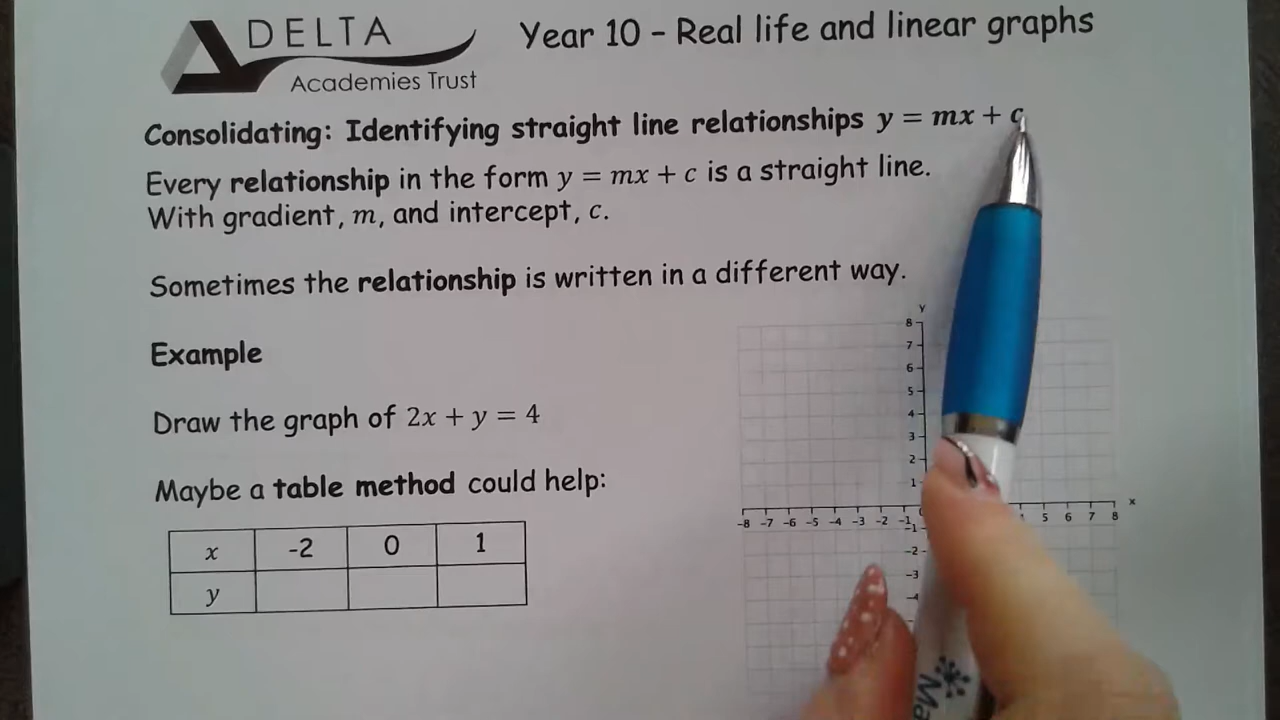 DELTA
Academies Trust
Year 10 - Real life and linear graphs
Consolidating: Identifying straight line relationships y = mx + c
Every relationship in the form y = mx + c is a straight line.
With gradient, m, and intercept, c.
Sometimes the relationship is written in a different way.
Example
Draw the graph of 2x + y = 4
Maybe a table method could help:
x -2 0 1
y
y
8
7
6
5
4
3
2
1
-8 -7 -6 -5 -4 -3 -2 -1 5 6 7 8 x
-1
-2
-3
-4
Ma